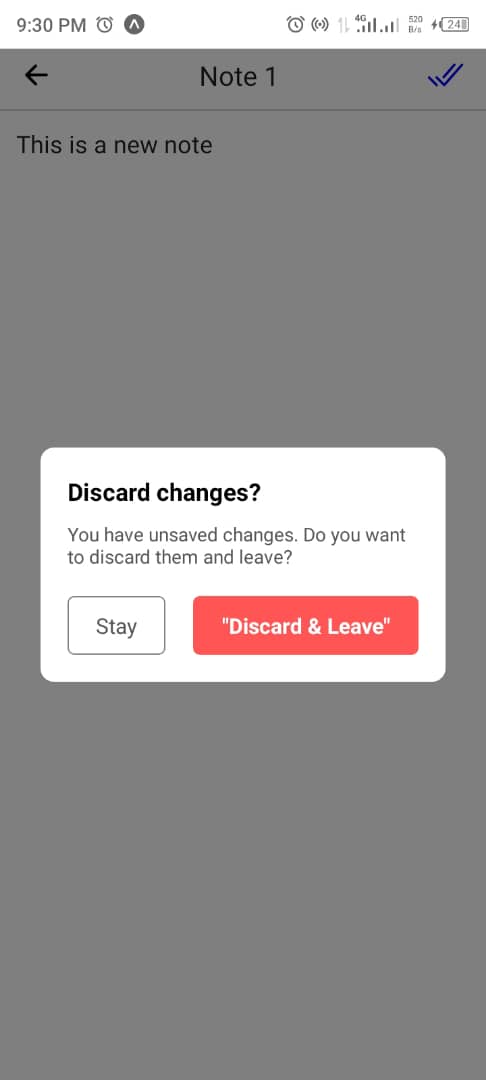 9:30 PM 4G 520 B/s 24
Note 1
This is a new note
Discard changes?
You have unsaved changes. Do you want
to discard them and leave?
Stay "Discard & Leave"